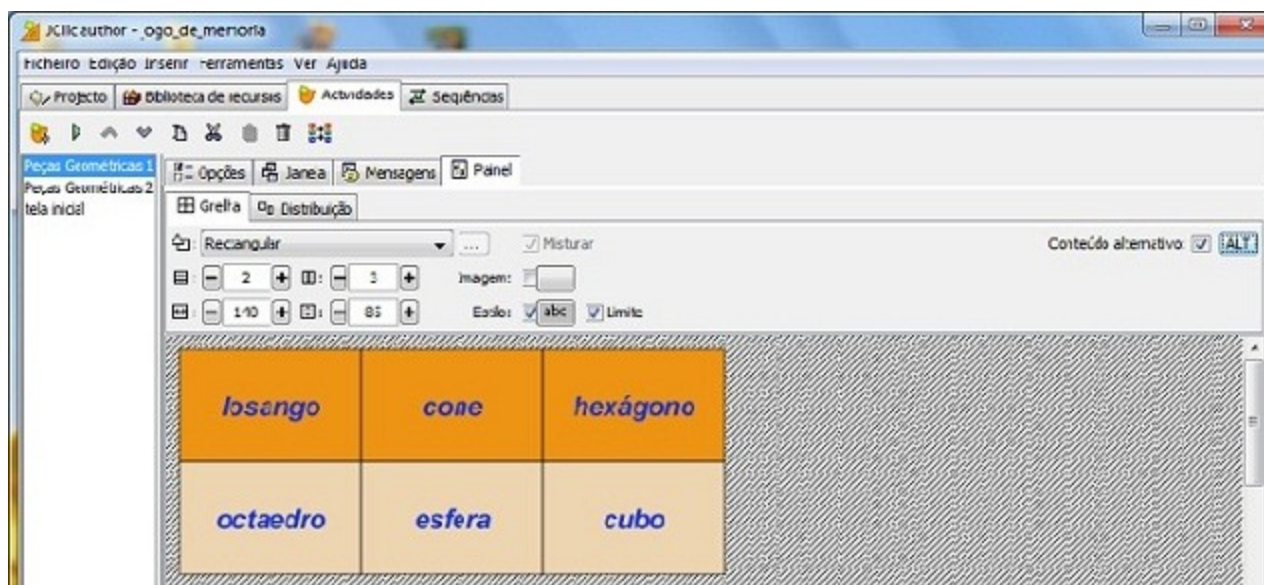 JClic author - jogo_de_memoria
Ficheiro Edição Inserir Ferramentas Ver Ajuda
Projecto Biblioteca de recursos Actividades Sequências
Peças Geométricas 1
Peças Geométricas 2
tela inicial
Opções Janela Mensagens Painel
Grelha Distribuição
Rectangular ... Misturar Conteúdo alternativo: ALT
2 3 Imagem:
140 Estilo: abc Limite
losango cone hexágono
octaedro esfera cubo